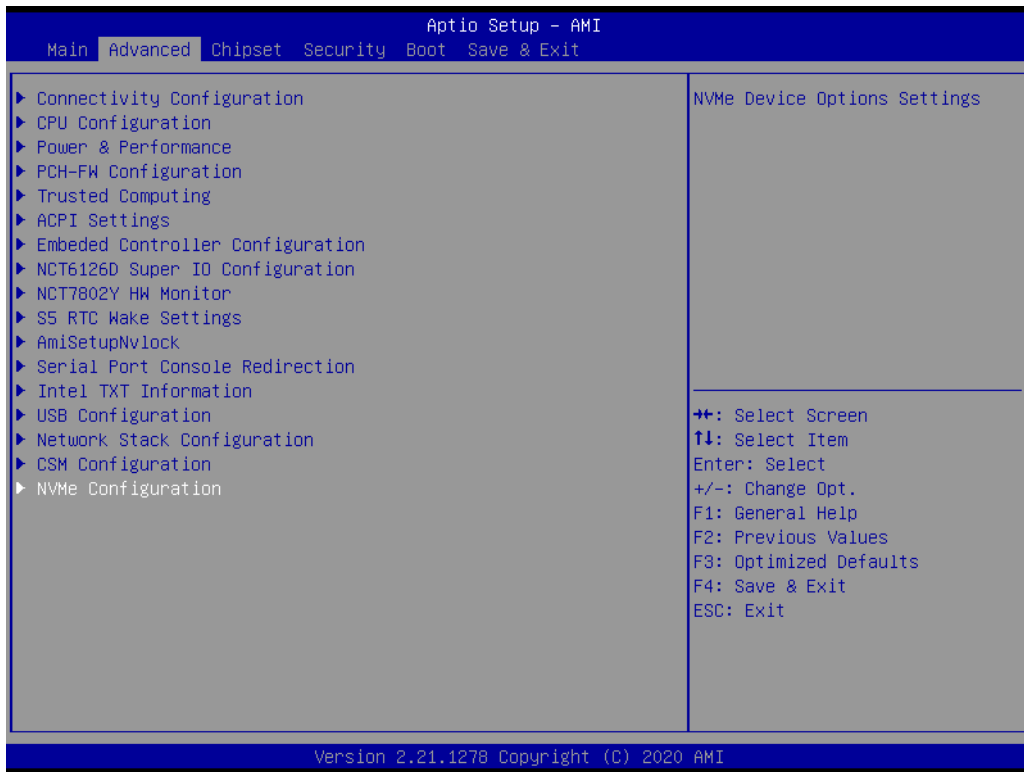 Aptio Setup – AMI
Main Advanced Chipset Security Boot Save & Exit
Connectivity Configuration
CPU Configuration
Power & Performance
PCH-FW Configuration
Trusted Computing
ACPI Settings
Embeded Controller Configuration
NCT6126D Super IO Configuration
NCT7802Y HW Monitor
S5 RTC Wake Settings
AmiSetupNvlock
Serial Port Console Redirection
Intel TXT Information
USB Configuration
Network Stack Configuration
CSM Configuration
NVMe Configuration
NVMe Device Options Settings
→←: Select Screen
↑↓: Select Item
Enter: Select
+/-: Change Opt.
F1: General Help
F2: Previous Values
F3: Optimized Defaults
F4: Save & Exit
ESC: Exit
Version 2.21.1278 Copyright (C) 2020 AMI